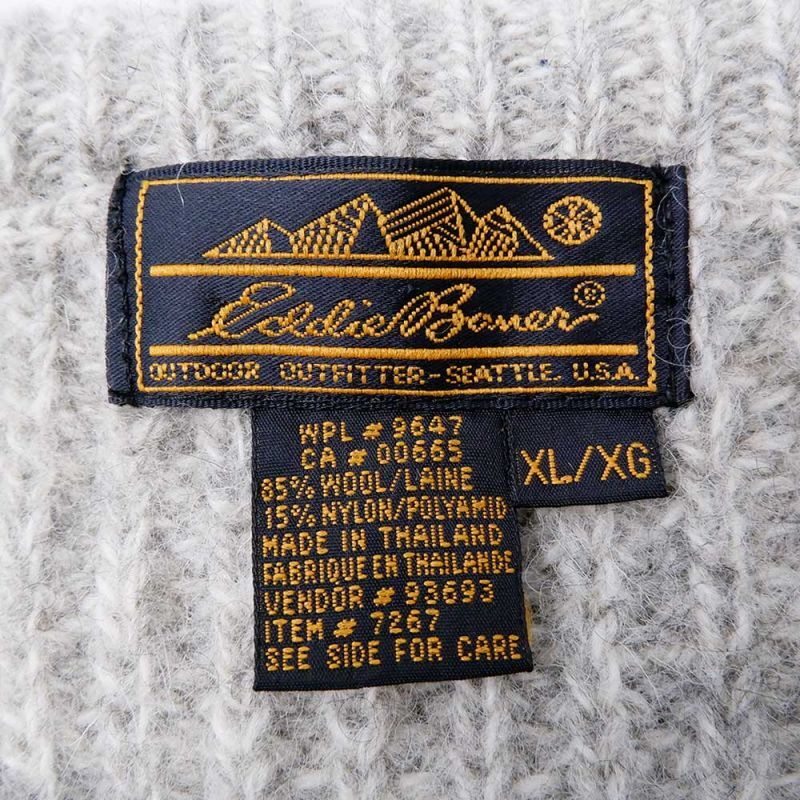 Eddie Bauer®
OUTDOOR OUTFITTER-SEATTLE, U.S.A.
WPL # 9647
CA # 00665
85% WOOL/LAINE
15% NYLON/POLYAMID
MADE IN THAILAND
FABRIQUE EN THAILANDE
VENDOR # 93693
ITEM # 7267
SEE SIDE FOR CARE
XL/XG